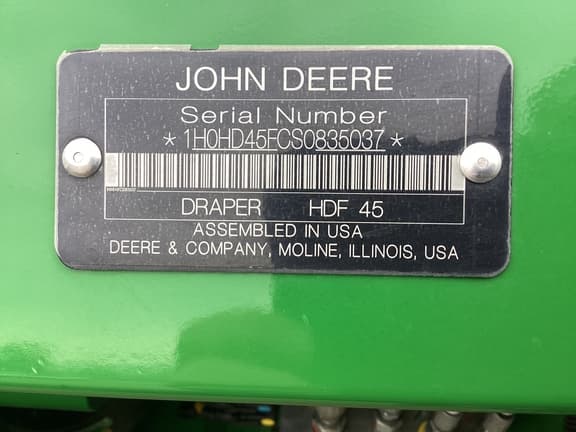 JOHN DEERE
Serial Number
*1H0HD45FCS0835037*
DRAPER HDF 45
ASSEMBLED IN USA
DEERE & COMPANY, MOLINE, ILLINOIS, USA